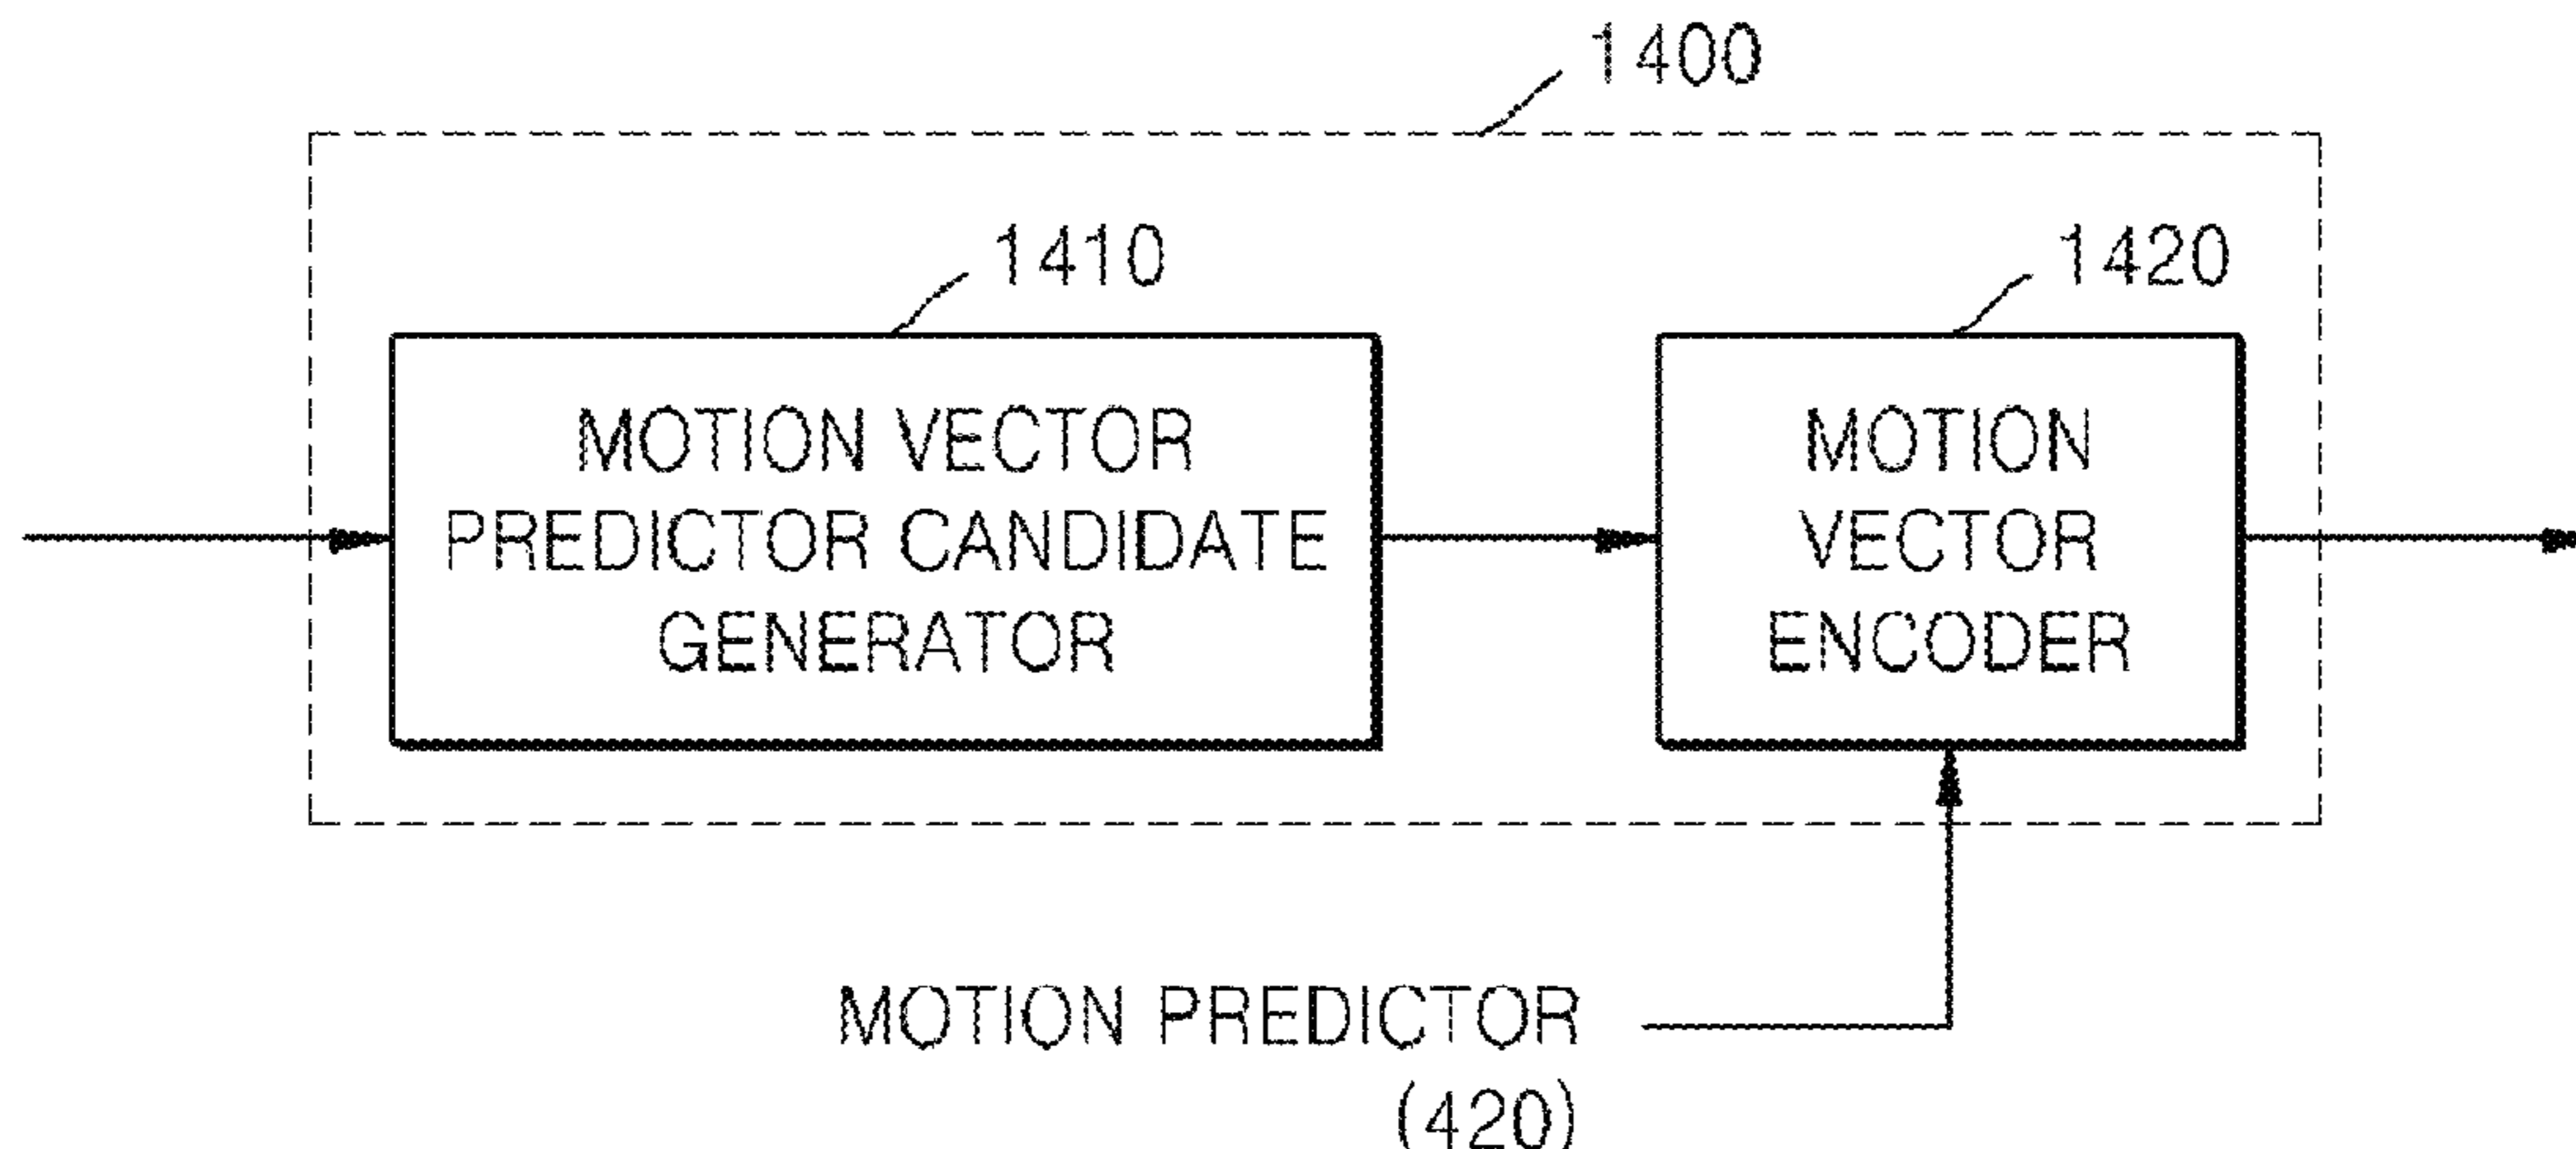 1400
1410
1420
MOTION VECTOR
PREDICTOR CANDIDATE
GENERATOR
MOTION
VECTOR
ENCODER
MOTION PREDICTOR
(420)